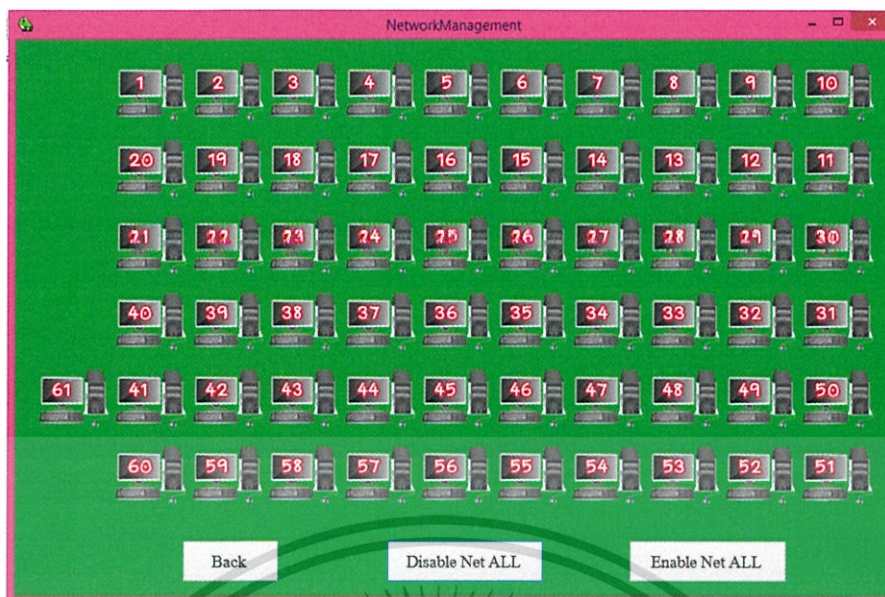 NetworkManagement
1 2 3 4 5 6 7 8 9 10
20 19 18 17 16 15 14 13 12 11
21 22 23 24 25 26 27 28 29 30
40 39 38 37 36 35 34 33 32 31
61 41 42 43 44 45 46 47 48 49 50
60 59 58 57 56 55 54 53 52 51
Back Disable Net ALL Enable Net ALL